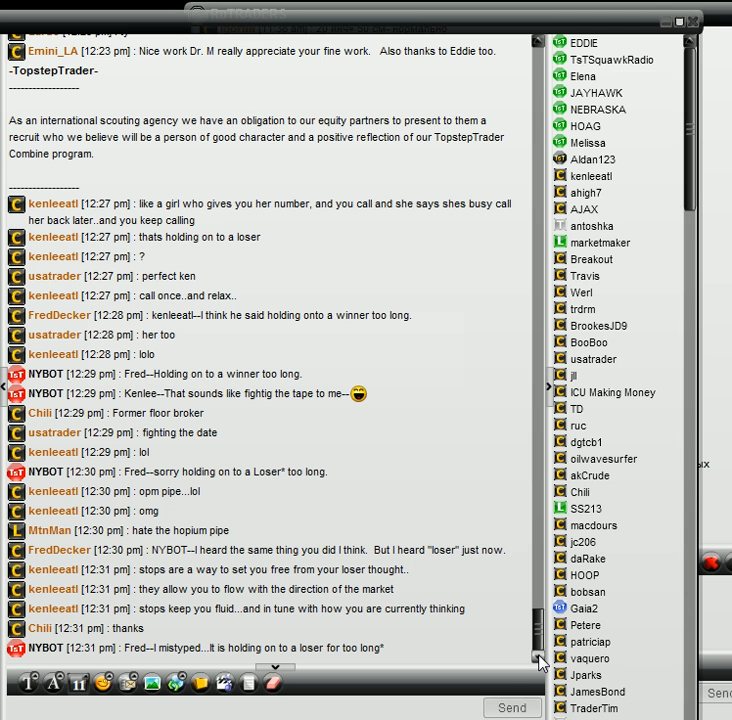 Emini_LA [12:23 pm] : Nice work Dr. M really appreciate your fine work. Also thanks to Eddie too.
-TopstepTrader-
------------------
As an international scouting agency we have an obligation to our equity partners to present to them a
recruit who we believe will be a person of good character and a positive reflection of our TopstepTrader
Combine program.
------------------
kenleeatl [12:27 pm] : like a girl who gives you her number, and you call and she says shes busy call
her back later..and you keep calling
kenleeatl [12:27 pm] : thats holding on to a loser
kenleeatl [12:27 pm] : ?
usatrader [12:27 pm] : perfect ken
kenleeatl [12:27 pm] : call once..and relax..
FredDecker [12:28 pm] : kenleeatl--I think he said holding onto a winner too long.
usatrader [12:28 pm] : her too
kenleeatl [12:28 pm] : lolo
NYBOT [12:29 pm] : Fred--Holding on to a winner too long.
NYBOT [12:29 pm] : Kenlee--That sounds like fightig the tape to me--
Chili [12:29 pm] : Former floor broker
usatrader [12:29 pm] : fighting the date
kenleeatl [12:29 pm] : lol
NYBOT [12:30 pm] : Fred--sorry holding on to a Loser* too long.
kenleeatl [12:30 pm] : opm pipe...lol
kenleeatl [12:30 pm] : omg
MtnMan [12:30 pm] : hate the hopium pipe
FredDecker [12:30 pm] : NYBOT--I heard the same thing you did I think. But I heard "loser" just now.
kenleeatl [12:31 pm] : stops are a way to set you free from your loser thought..
kenleeatl [12:31 pm] : they allow you to flow with the direction of the market
kenleeatl [12:31 pm] : stops keep you fluid...and in tune with how you are currently thinking
Chili [12:31 pm] : thanks
NYBOT [12:31 pm] : Fred--I mistyped...It is holding on to a loser for too long*
Send
EDDIE
TsTSquawkRadio
Elena
JAYHAWK
NEBRASKA
HOAG
Melissa
Aldan123
kenleeatl
ahigh7
AJAX
antoshka
marketmaker
Breakout
Travis
Werl
trdrm
BrookesJD9
BooBoo
usatrader
jll
ICU Making Money
TD
ruc
dgtcb1
oilwavesurfer
akCrude
Chili
SS213
macdours
jc206
daRake
HOOP
bobsan
Gaia2
Petere
patriciap
vaquero
Jparks
JamesBond
TraderTim
ых
Send